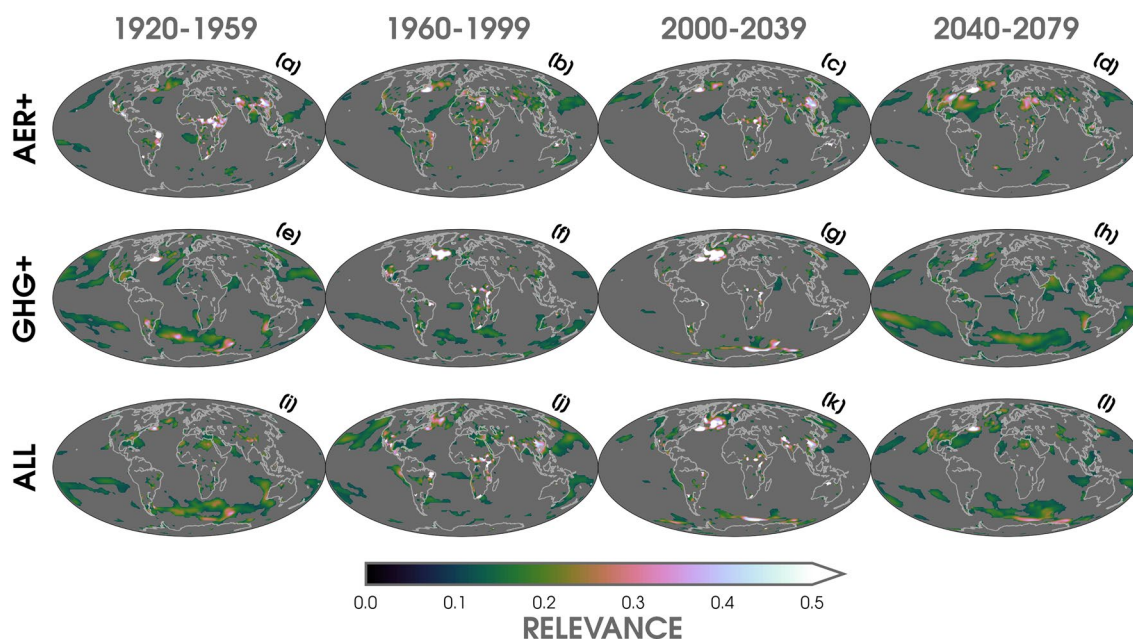 1920-1959 1960-1999 2000-2039 2040-2079
AER+ (a) (b) (c) (d)
GHG+ (e) (f) (g) (h)
ALL (i) (j) (k) (l)
0.0 0.1 0.2 0.3 0.4 0.5
RELEVANCE